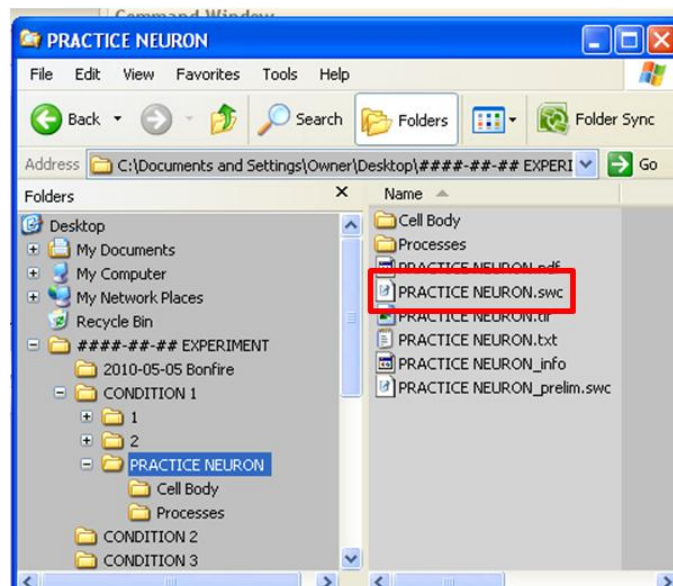 Command Window
PRACTICE NEURON
File Edit View Favorites Tools Help
Back Search Folders Folder Sync
Address C:\Documents and Settings\Owner\Desktop\####-##-## EXPERI Go
Folders X
Desktop
My Documents
My Computer
My Network Places
Recycle Bin
####-##-## EXPERIMENT
2010-05-05 Bonfire
CONDITION 1
1
2
PRACTICE NEURON
Cell Body
Processes
CONDITION 2
CONDITION 3
Name
Cell Body
Processes
PRACTICE NEURON.ndf
PRACTICE NEURON.swc
PRACTICE NEURON.tif
PRACTICE NEURON.txt
PRACTICE NEURON_info
PRACTICE NEURON_prelim.swc